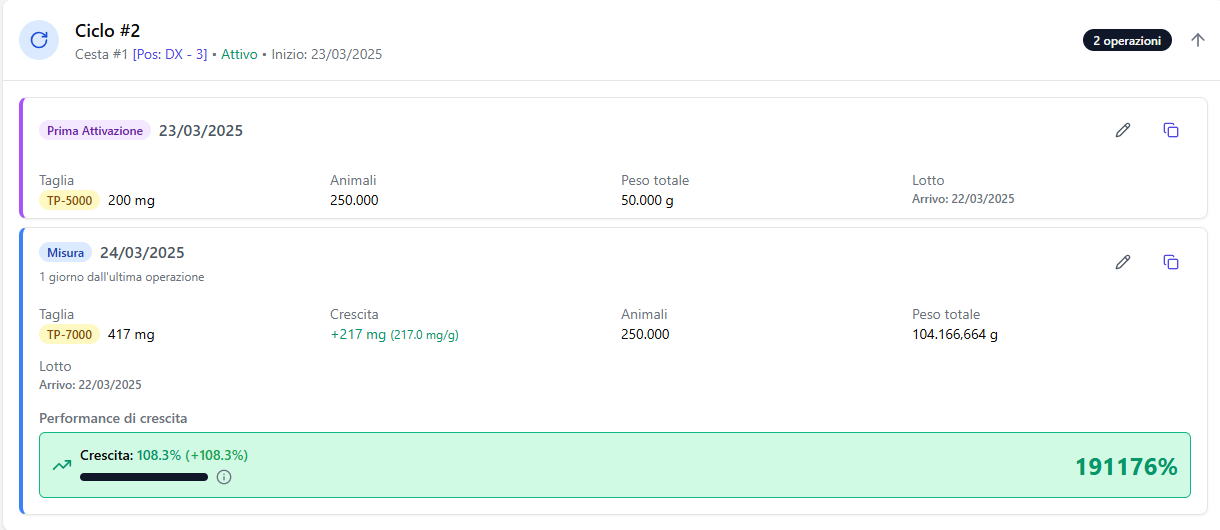 Ciclo #2
Cesta #1 [Pos: DX - 3] • Attivo • Inizio: 23/03/2025
2 operazioni
Prima Attivazione 23/03/2025
Taglia Animali Peso totale Lotto
TP-5000 200 mg 250.000 50.000 g Arrivo: 22/03/2025
Misura 24/03/2025
1 giorno dall'ultima operazione
Taglia Crescita Animali Peso totale
TP-7000 417 mg +217 mg (217.0 mg/g) 250.000 104.166,664 g
Lotto
Arrivo: 22/03/2025
Performance di crescita
Crescita: 108.3% (+108.3%)
191176%